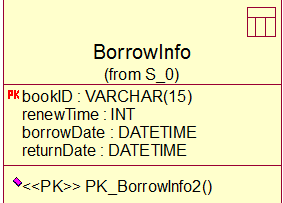 BorrowInfo
(from S_0)
PK bookID : VARCHAR(15)
renewTime : INT
borrowDate : DATETIME
returnDate : DATETIME
<<PK>> PK_BorrowInfo2()